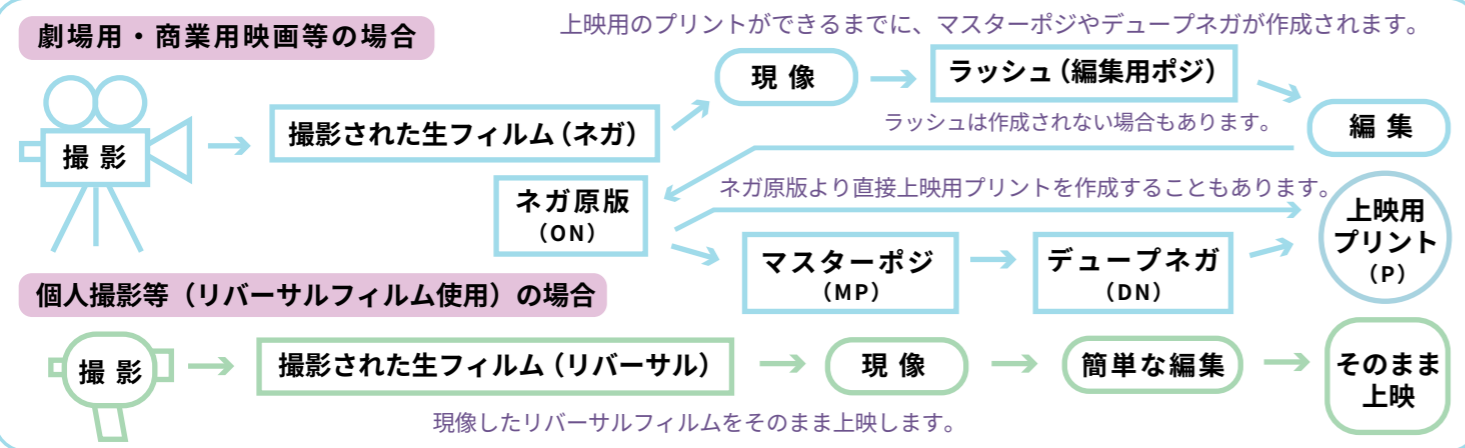 劇場用・商業用映画等の場合
上映用のプリントができるまでに、マスターポジやデュープネガが作成されます。
撮影
撮影された生フィルム（ネガ）
現像
ラッシュ（編集用ポジ）
ラッシュは作成されない場合もあります。
編集
ネガ原版
（ON）
ネガ原版より直接上映用プリントを作成することもあります。
マスターポジ
（MP）
デュープネガ
（DN）
上映用
プリント
（P）
個人撮影等（リバーサルフィルム使用）の場合
撮影
撮影された生フィルム（リバーサル）
現像
簡単な編集
そのまま
上映
現像したリバーサルフィルムをそのまま上映します。